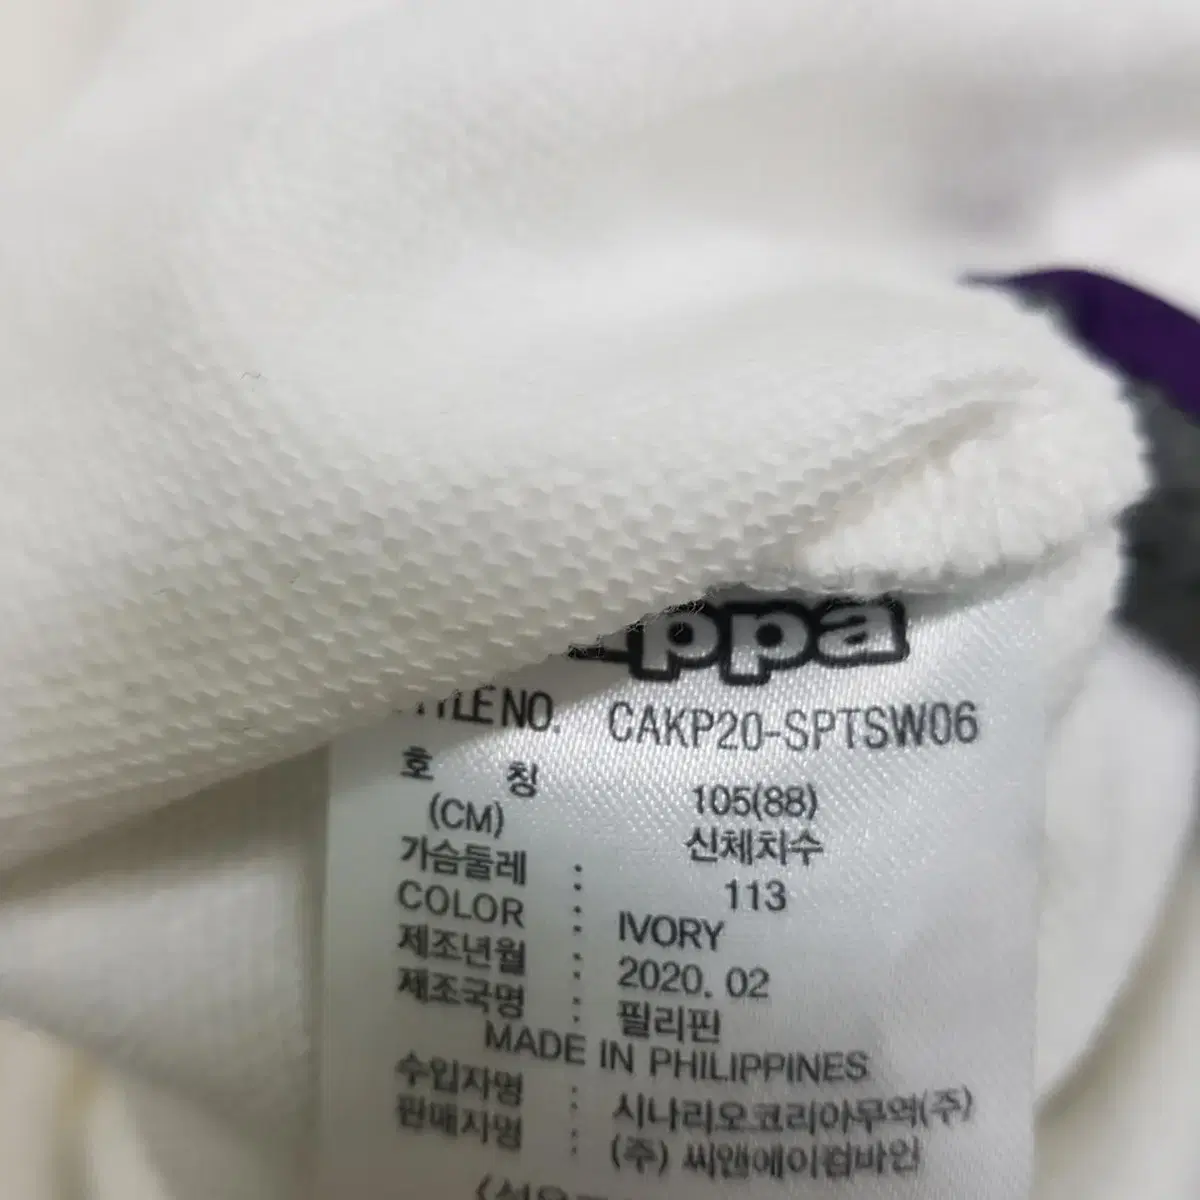 ppa
STYLE NO. CAKP20-SPTSW06
호 칭 105(88)
(CM) 신체치수
가슴둘레 : 113
COLOR : IVORY
제조년월 : 2020. 02
제조국명 : 필리핀
MADE IN PHILIPPINES
수입자명 : 시나리오코리아무역(주)
판매자명 : (주) 씨앤에이컴바인